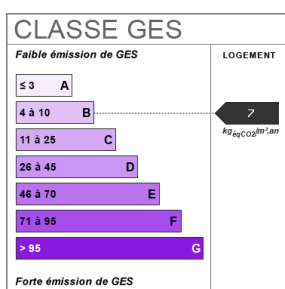 CLASSE GES
Faible émission de GES
LOGEMENT
≤ 3 A
4 à 10 B
7
kgéqCO2/m².an
11 à 25 C
26 à 45 D
46 à 70 E
71 à 95 F
> 95 G
Forte émission de GES